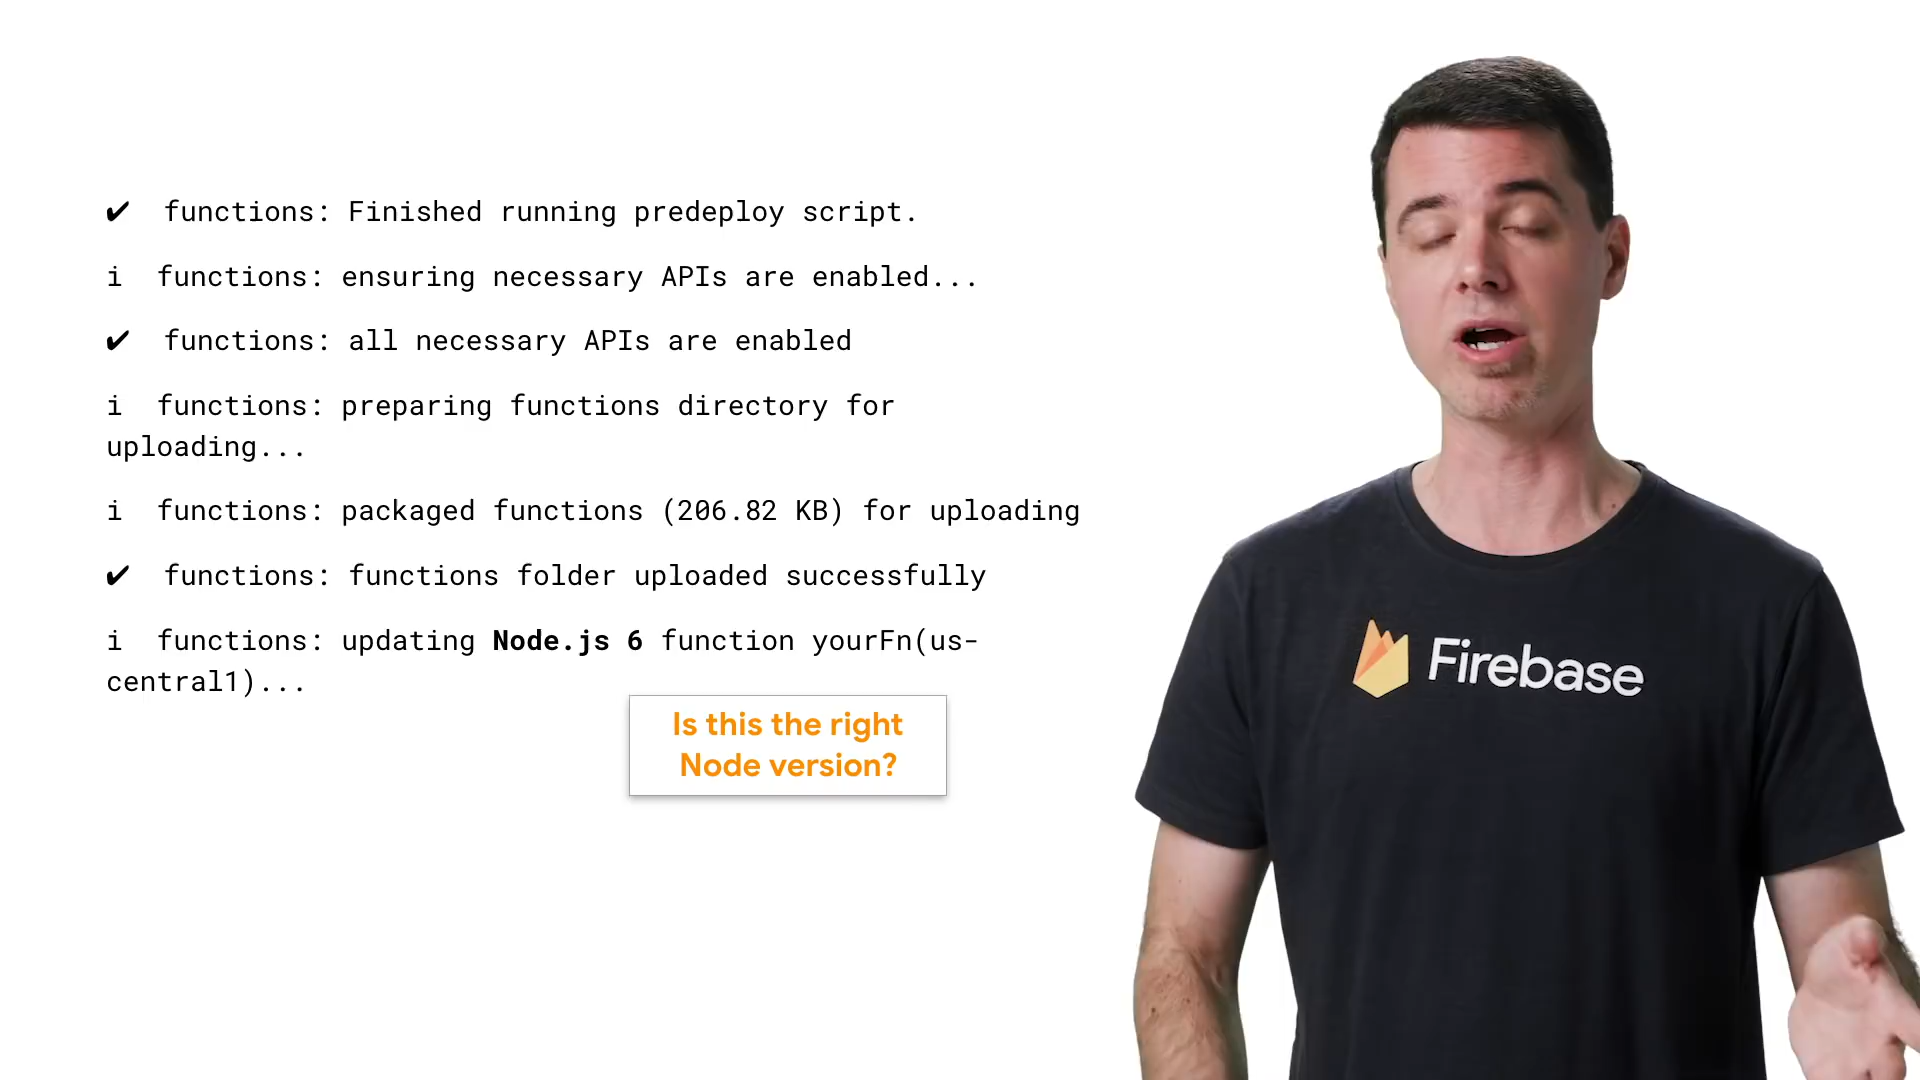 ✔ functions: Finished running predeploy script.
i functions: ensuring necessary APIs are enabled...
✔ functions: all necessary APIs are enabled
i functions: preparing functions directory for
uploading...
i functions: packaged functions (206.82 KB) for uploading
✔ functions: functions folder uploaded successfully
i functions: updating Node.js 6 function yourFn(us-
central1)...
Is this the right
Node version?
Firebase